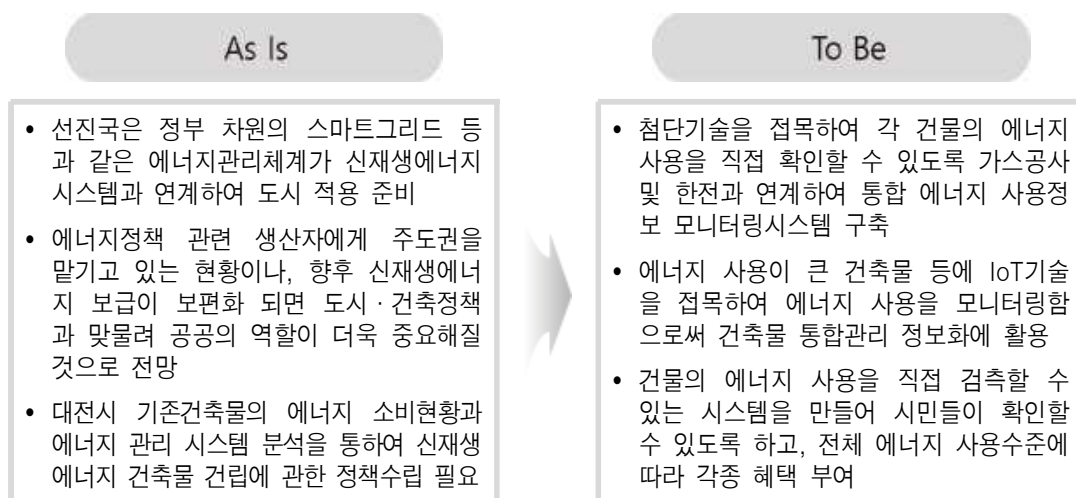 As Is
• 선진국은 정부 차원의 스마트그리드 등
과 같은 에너지관리체계가 신재생에너지
시스템과 연계하여 도시 적용 준비
• 에너지정책 관련 생산자에게 주도권을
맡기고 있는 현황이나, 향후 신재생에너
지 보급이 보편화 되면 도시 · 건축정책
과 맞물려 공공의 역할이 더욱 중요해질
것으로 전망
• 대전시 기존건축물의 에너지 소비현황과
에너지 관리 시스템 분석을 통하여 신재생
에너지 건축물 건립에 관한 정책수립 필요
To Be
• 첨단기술을 접목하여 각 건물의 에너지
사용을 직접 확인할 수 있도록 가스공사
및 한전과 연계하여 통합 에너지 사용정
보 모니터링시스템 구축
• 에너지 사용이 큰 건축물 등에 IoT기술
을 접목하여 에너지 사용을 모니터링함
으로써 건축물 통합관리 정보화에 활용
• 건물의 에너지 사용을 직접 검측할 수
있는 시스템을 만들어 시민들이 확인할
수 있도록 하고, 전체 에너지 사용수준에
따라 각종 혜택 부여